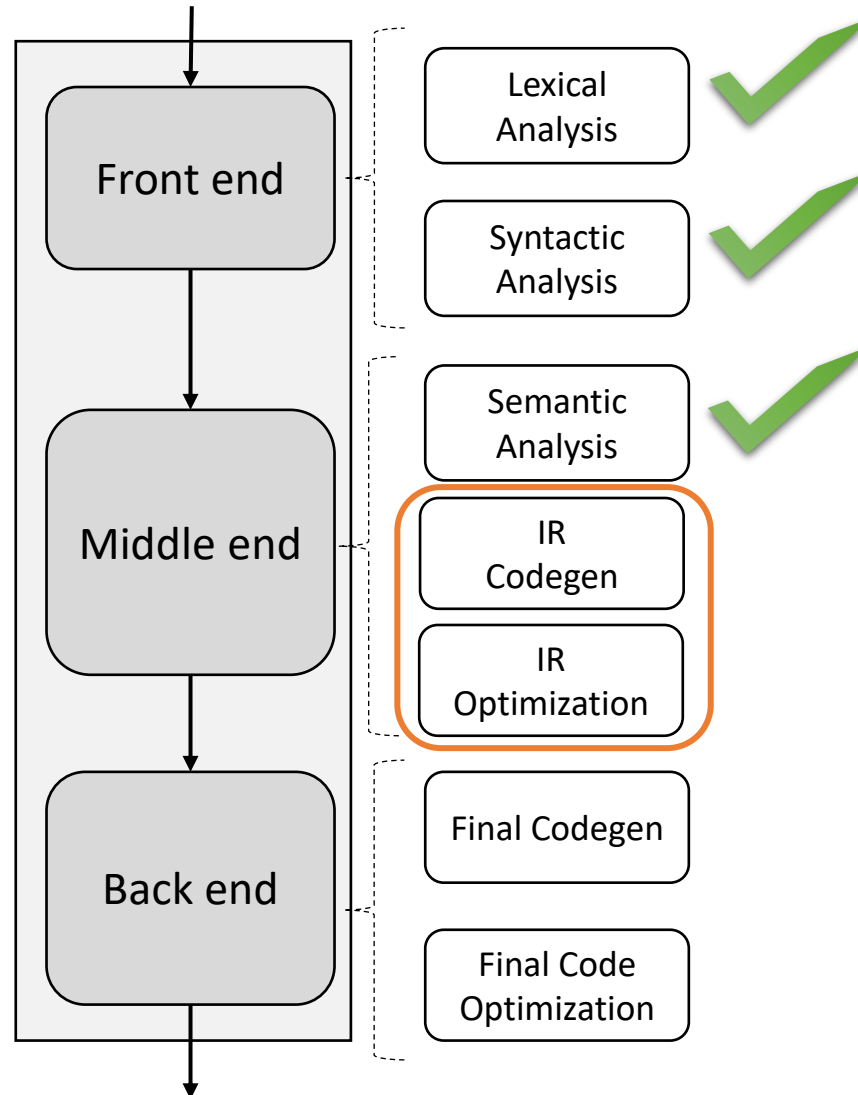 Front end
Lexical
Analysis
Syntactic
Analysis
Middle end
Semantic
Analysis
IR
Codegen
IR
Optimization
Back end
Final Codegen
Final Code
Optimization